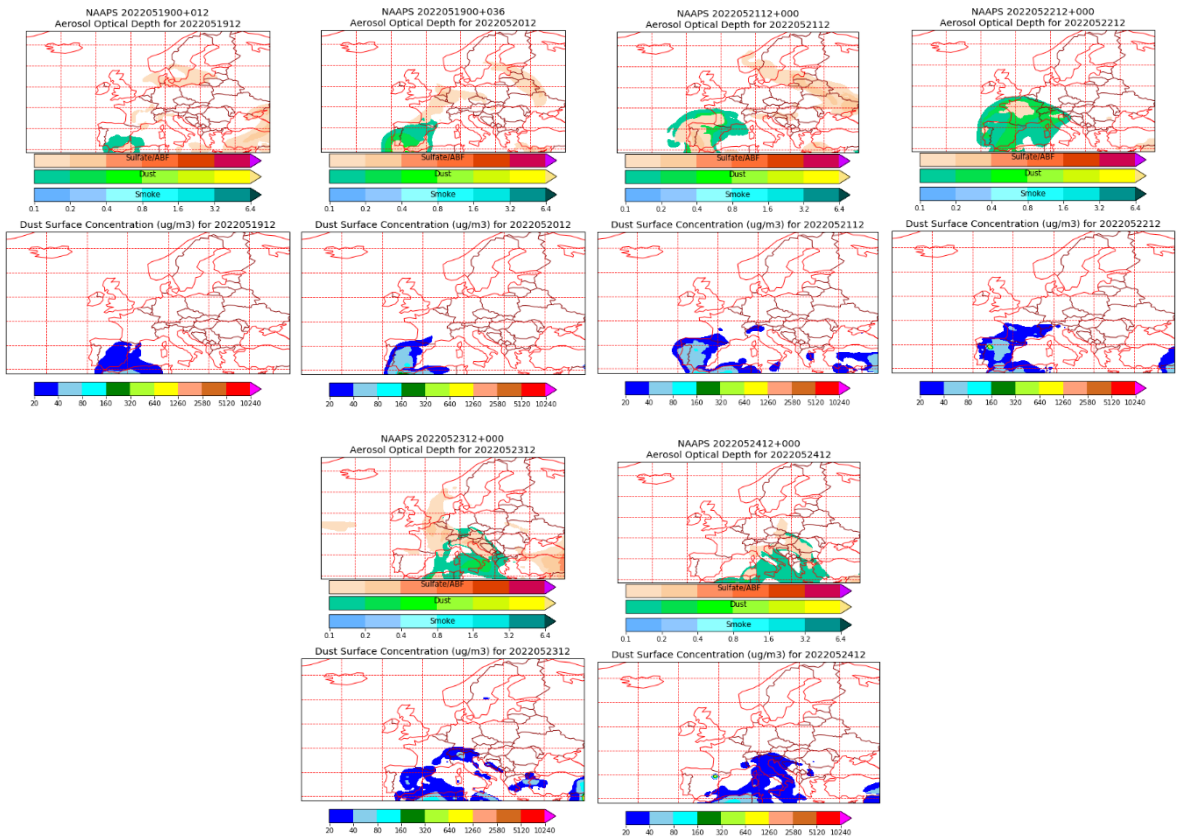 NAAPS 2022051900+012
Aerosol Optical Depth for 2022051912
Sulfate/ABF
Dust
Smoke
0.1 0.2 0.4 0.8 1.6 3.2 6.4
Dust Surface Concentration (ug/m3) for 2022051912
20 40 80 160 320 640 1260 2580 5120 10240
NAAPS 2022051900+036
Aerosol Optical Depth for 2022052012
Sulfate/ABF
Dust
Smoke
0.1 0.2 0.4 0.8 1.6 3.2 6.4
Dust Surface Concentration (ug/m3) for 2022052012
20 40 80 160 320 640 1260 2580 5120 10240
NAAPS 2022052112+000
Aerosol Optical Depth for 2022052112
Sulfate/ABF
Dust
Smoke
0.1 0.2 0.4 0.8 1.6 3.2 6.4
Dust Surface Concentration (ug/m3) for 2022052112
20 40 80 160 320 640 1260 2580 5120 10240
NAAPS 2022052212+000
Aerosol Optical Depth for 2022052212
Sulfate/ABF
Dust
Smoke
0.1 0.2 0.4 0.8 1.6 3.2 6.4
Dust Surface Concentration (ug/m3) for 2022052212
20 40 80 160 320 640 1260 2580 5120 10240
NAAPS 2022052312+000
Aerosol Optical Depth for 2022052312
Sulfate/ABF
Dust
Smoke
0.1 0.2 0.4 0.8 1.6 3.2 6.4
Dust Surface Concentration (ug/m3) for 2022052312
20 40 80 160 320 640 1260 2580 5120 10240
NAAPS 2022052412+000
Aerosol Optical Depth for 2022052412
Sulfate/ABF
Dust
Smoke
0.1 0.2 0.4 0.8 1.6 3.2 6.4
Dust Surface Concentration (ug/m3) for 2022052412
20 40 80 160 320 640 1260 2580 5120 10240